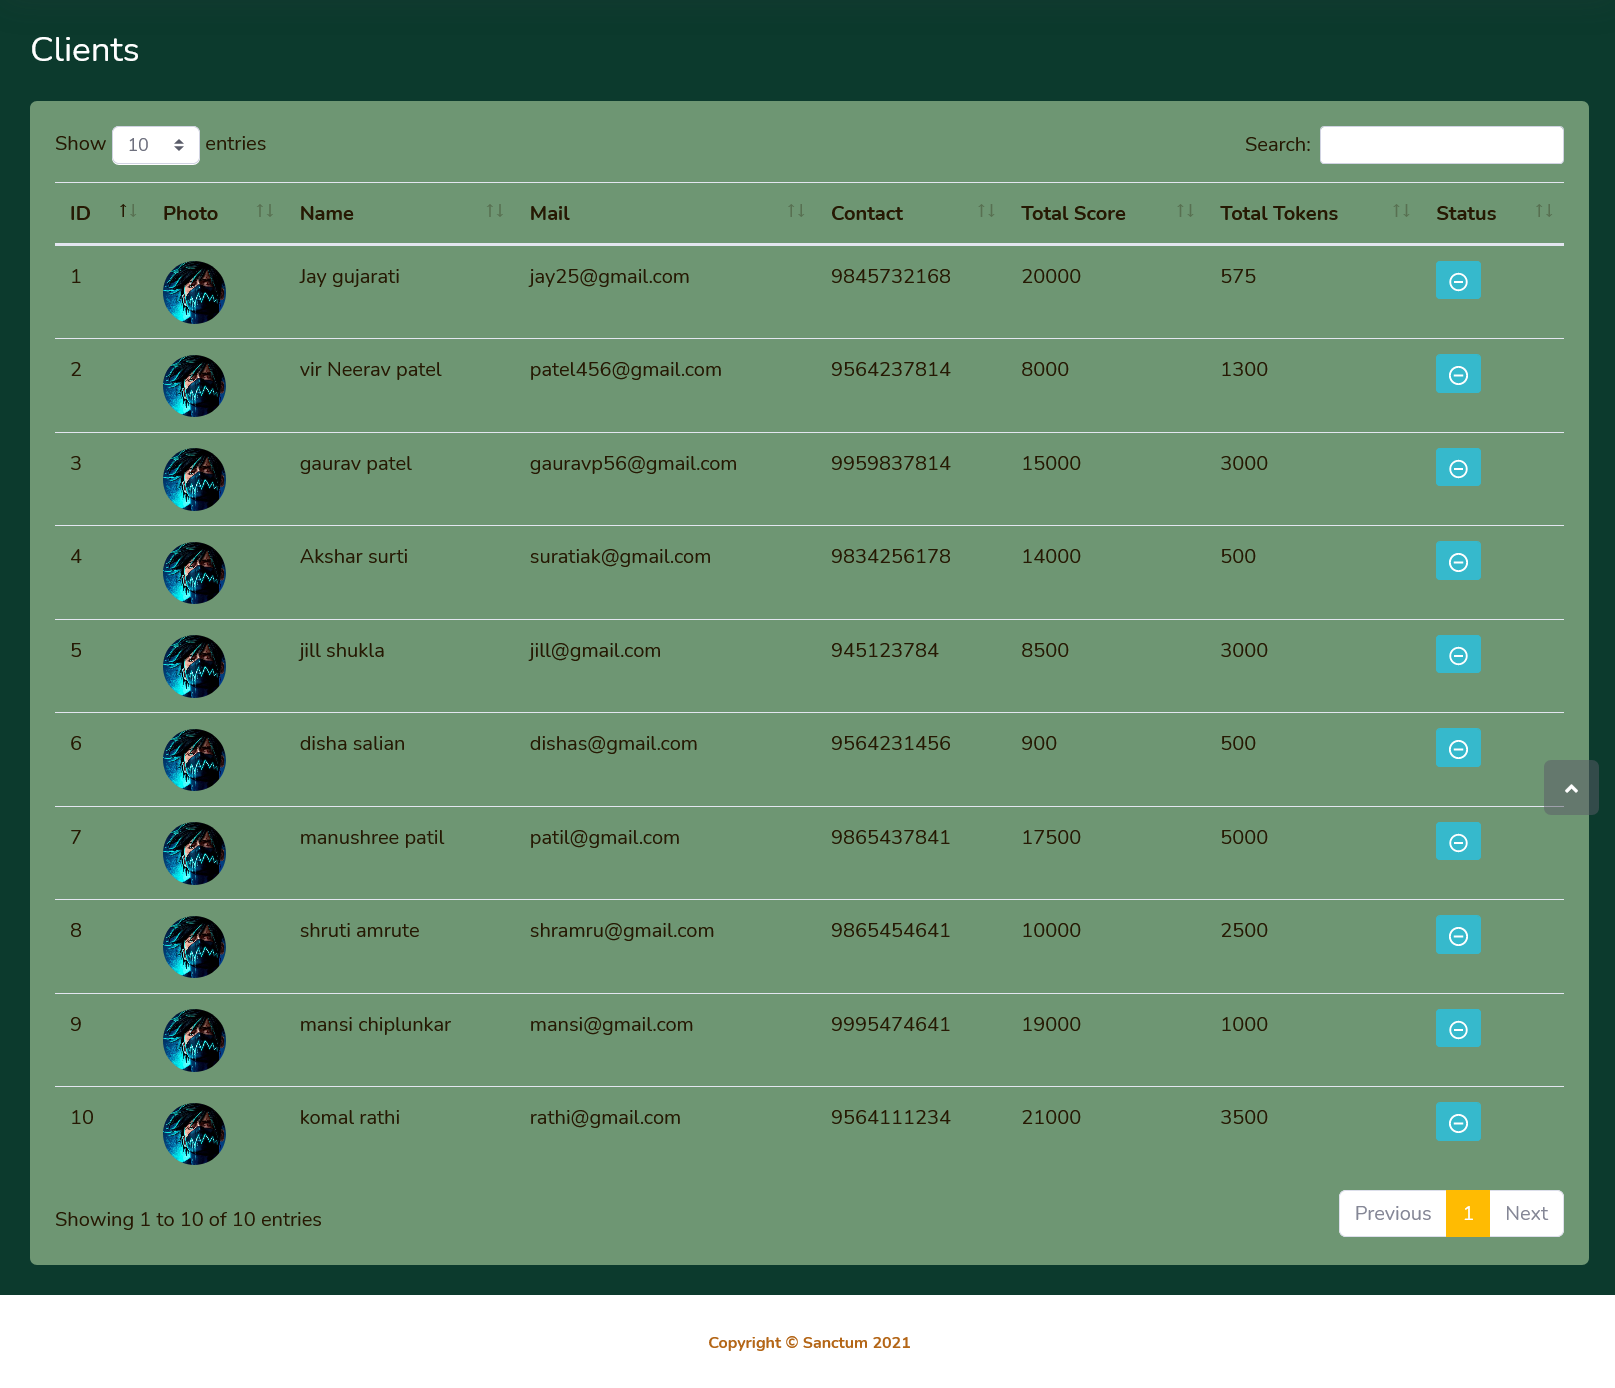 Clients
Show 10 entries Search:
ID Photo Name Mail Contact Total Score Total Tokens Status
1 Jay gujarati jay25@gmail.com 9845732168 20000 575
2 vir Neerav patel patel456@gmail.com 9564237814 8000 1300
3 gaurav patel gauravp56@gmail.com 9959837814 15000 3000
4 Akshar surti suratiak@gmail.com 9834256178 14000 500
5 jill shukla jill@gmail.com 945123784 8500 3000
6 disha salian dishas@gmail.com 9564231456 900 500
7 manushree patil patil@gmail.com 9865437841 17500 5000
8 shruti amrute shramru@gmail.com 9865454641 10000 2500
9 mansi chiplunkar mansi@gmail.com 9995474641 19000 1000
10 komal rathi rathi@gmail.com 9564111234 21000 3500
Showing 1 to 10 of 10 entries Previous 1 Next
Copyright © Sanctum 2021